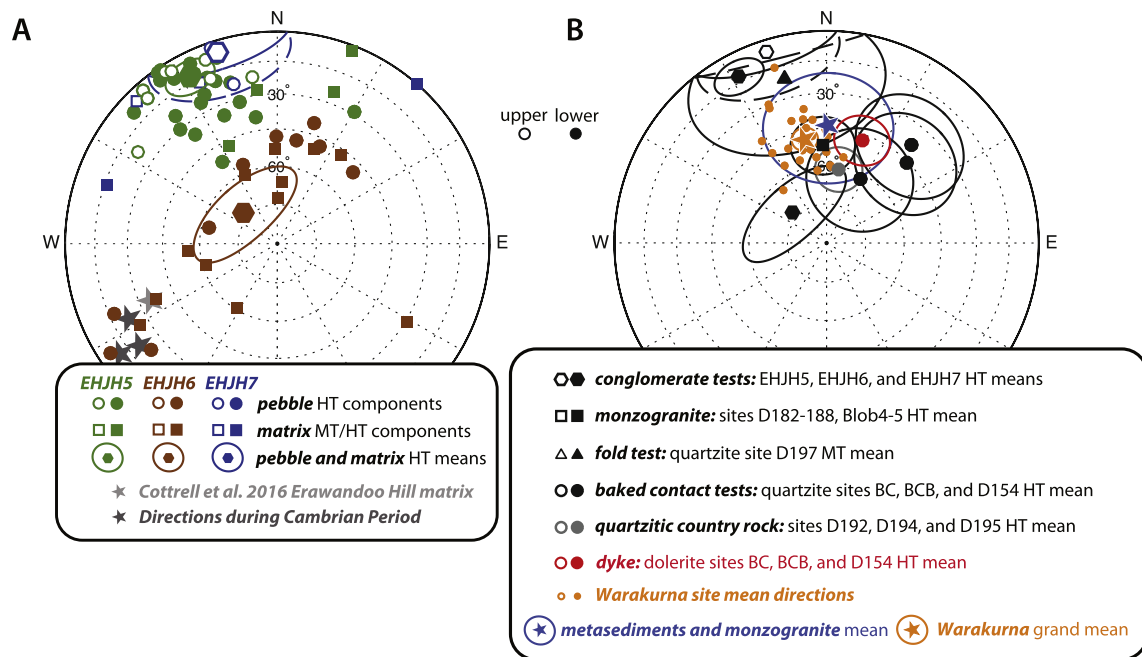 A
N
30°
60°
W
E
upper lower
B
N
30°
60°
W
E
EHJH5 EHJH6 EHJH7
pebble HT components
matrix MT/HT components
pebble and matrix HT means
Cottrell et al. 2016 Erawandoo Hill matrix
Directions during Cambrian Period
conglomerate tests: EHJH5, EHJH6, and EHJH7 HT means
monzogranite: sites D182-188, Blob4-5 HT mean
fold test: quartzite site D197 MT mean
baked contact tests: quartzite sites BC, BCB, and D154 HT mean
quartzitic country rock: sites D192, D194, and D195 HT mean
dyke: dolerite sites BC, BCB, and D154 HT mean
Warakurna site mean directions
metasediments and monzogranite mean
Warakurna grand mean